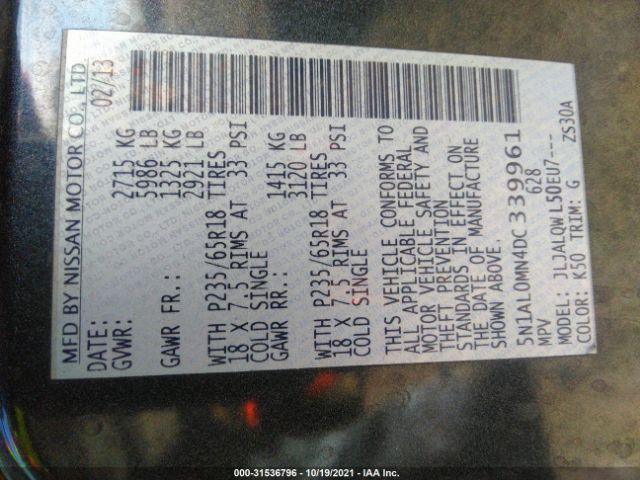 MFD BY NISSAN MOTOR CO., LTD.
DATE: 02/13
GVWR: 2715 KG
5986 LB
GAWR FR.: 1325 KG
2921 LB
WITH P235/65R18 TIRES
18 X 7.5 RIMS AT 33 PSI
COLD SINGLE
GAWR RR.: 1415 KG
3120 LB
WITH P235/65R18 TIRES
18 X 7.5 RIMS AT 33 PSI
COLD SINGLE
THIS VEHICLE CONFORMS TO
ALL APPLICABLE FEDERAL
MOTOR VEHICLE SAFETY AND
THEFT PREVENTION
STANDARDS IN EFFECT ON
THE DATE OF MANUFACTURE
SHOWN ABOVE.
5N1AL0MN4DC339961
MPV 628
MODEL: JLJALQWL50EU7---
COLOR: K50 TRIM: G ZS30A
000-31536796 - 10/19/2021 - IAA Inc.